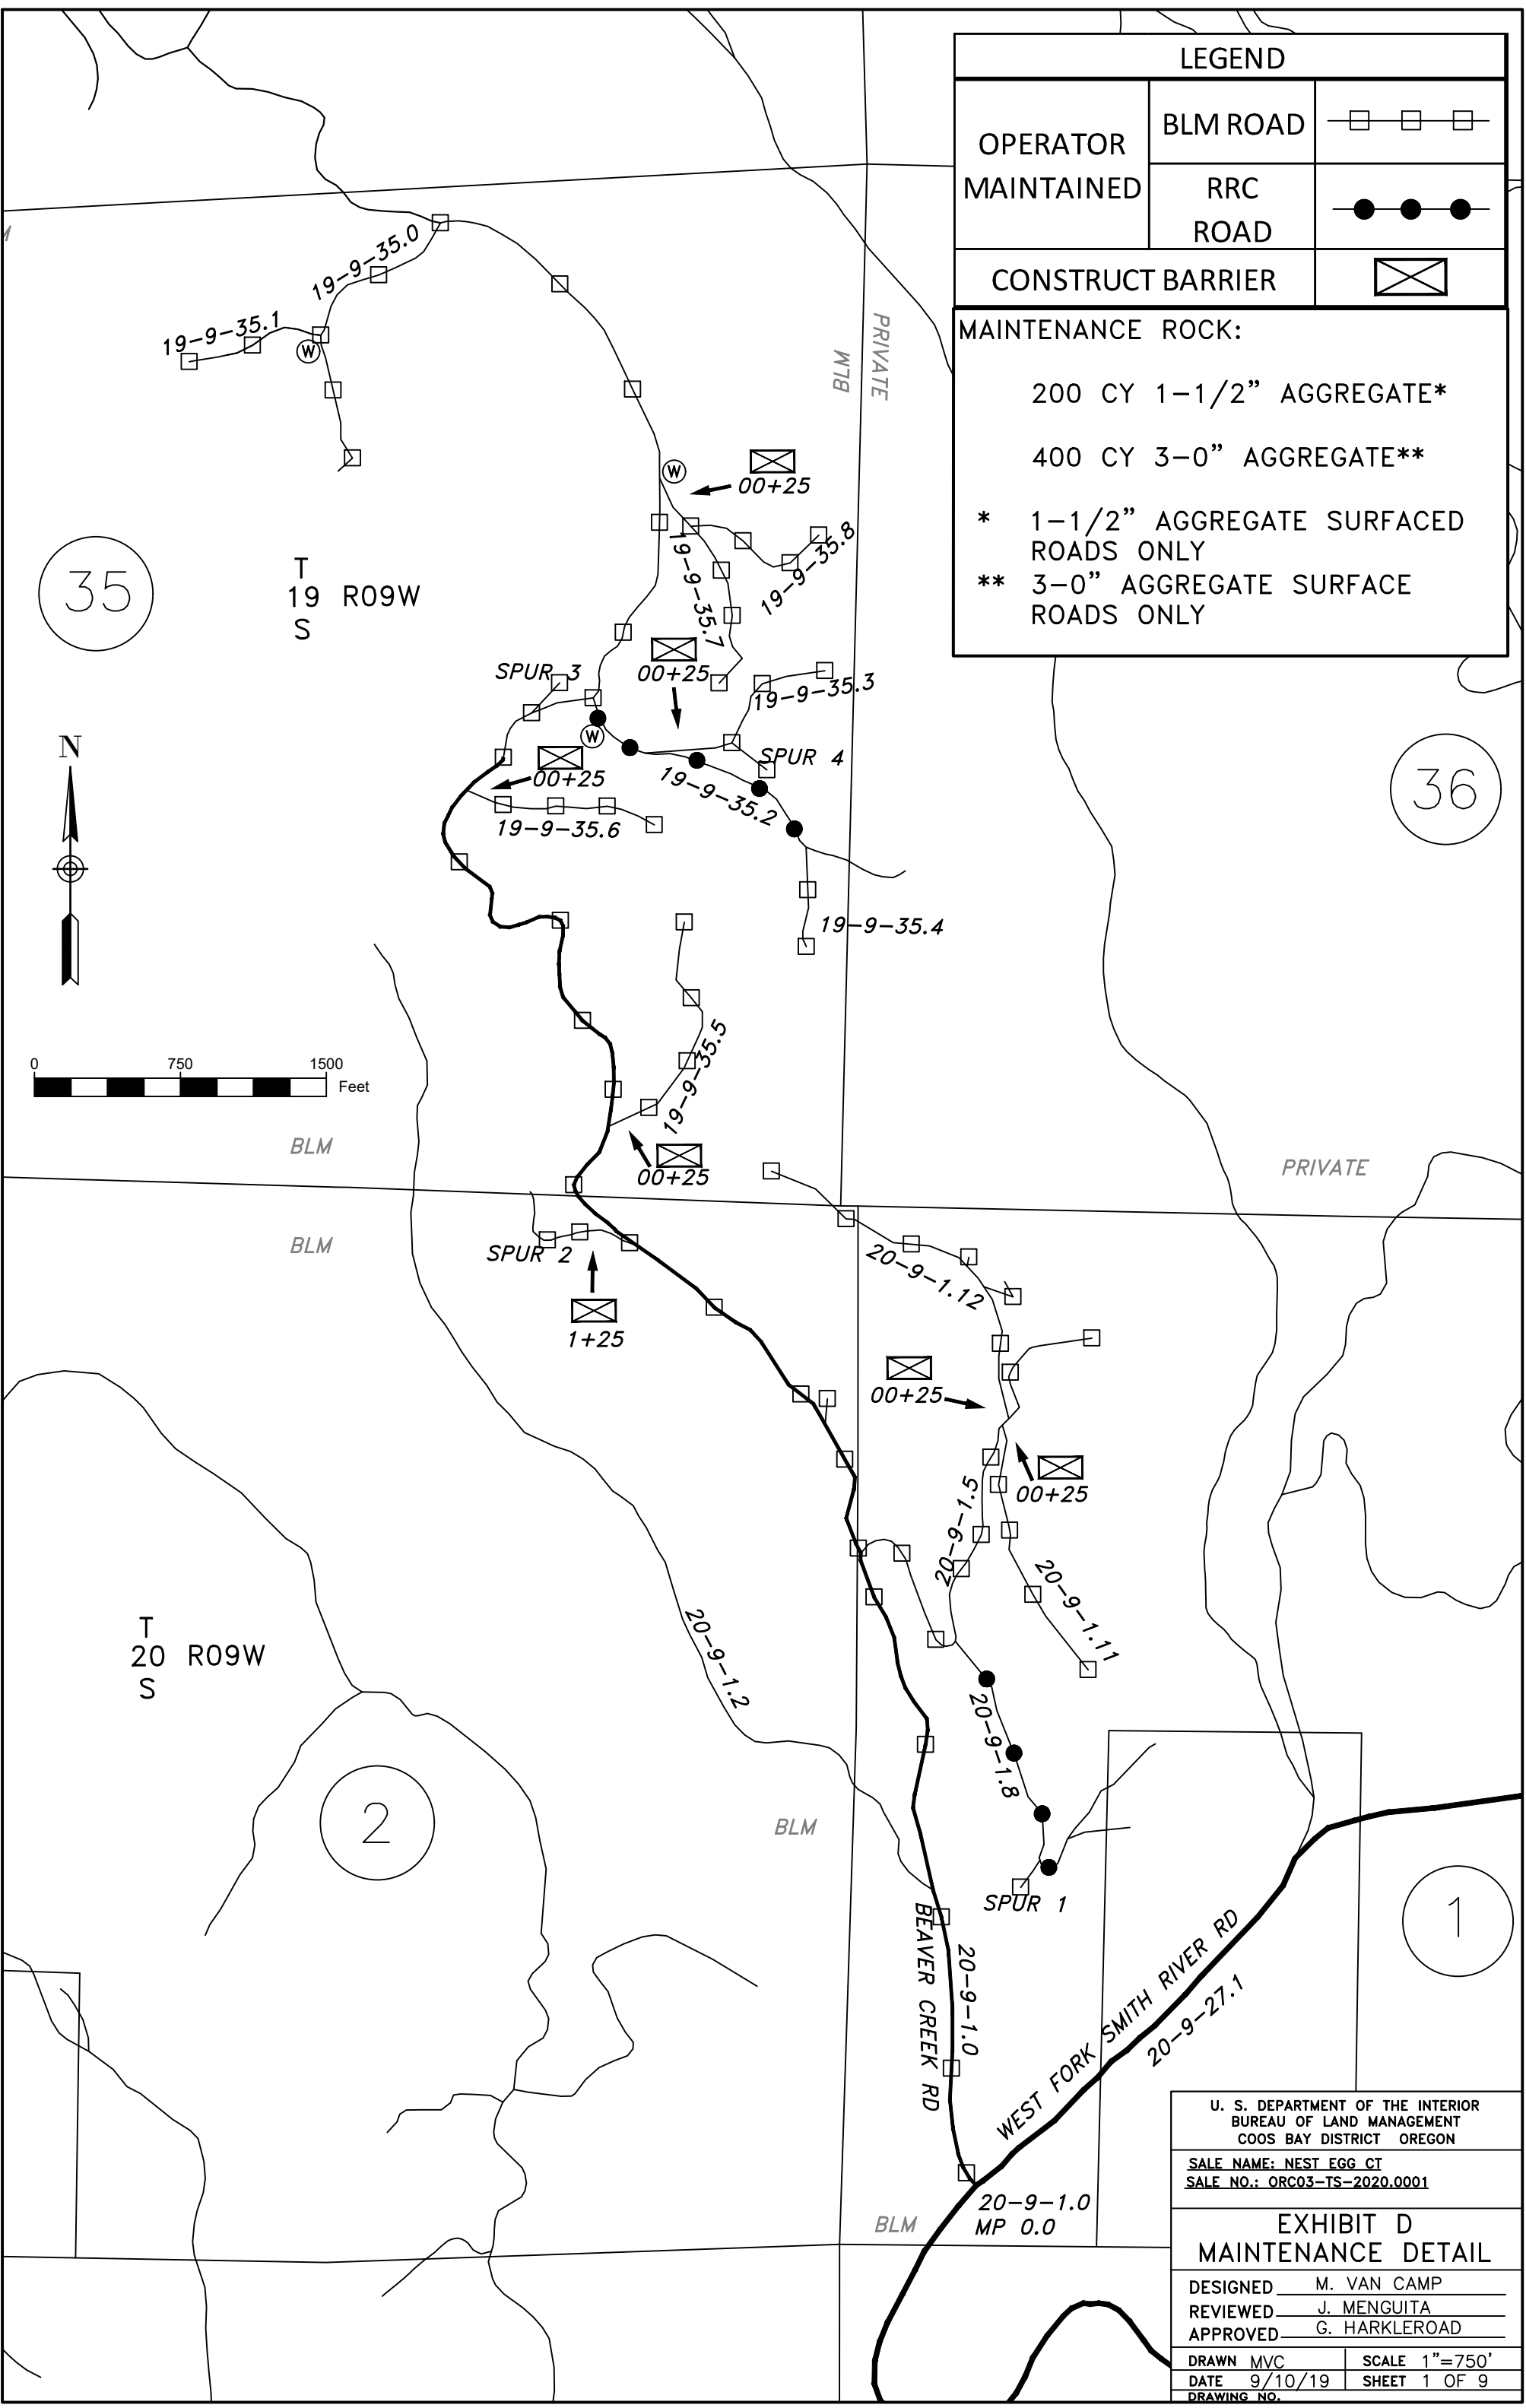 LEGEND
OPERATOR
MAINTAINED
BLM ROAD
RRC
ROAD
CONSTRUCT BARRIER
MAINTENANCE ROCK:
200 CY 1-1/2" AGGREGATE*
400 CY 3-0" AGGREGATE**
* 1-1/2" AGGREGATE SURFACED
ROADS ONLY
** 3-0" AGGREGATE SURFACE
ROADS ONLY
19-9-35.0
19-9-35.1
W
BLM
PRIVATE
W
00+25
19-9-35.8
19-9-35.7
35
T
19 R09W
S
00+25
SPUR 3
19-9-35.3
W
SPUR 4
00+25
19-9-35.2
19-9-35.6
36
N
19-9-35.4
0 750 1500
Feet
19-9-35.5
BLM
00+25
PRIVATE
BLM
SPUR 2
1+25
20-9-1.12
00+25
00+25
20-9-1.5
20-9-1.11
T
20 R09W
S
20-9-1.2
20-9-1.8
2
BLM
SPUR 1
1
BEAVER CREEK RD
20-9-1.0
WEST FORK SMITH RIVER RD
20-9-27.1
20-9-1.0
MP 0.0
BLM
U. S. DEPARTMENT OF THE INTERIOR
BUREAU OF LAND MANAGEMENT
COOS BAY DISTRICT OREGON
SALE NAME: NEST EGG CT
SALE NO.: ORC03-TS-2020.0001
EXHIBIT D
MAINTENANCE DETAIL
DESIGNED M. VAN CAMP
REVIEWED J. MENGUITA
APPROVED G. HARKLEROAD
DRAWN MVC SCALE 1"=750'
DATE 9/10/19 SHEET 1 OF 9
DRAWING NO.